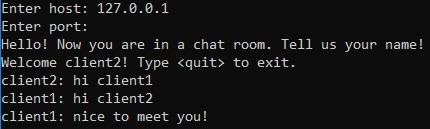 Enter host: 127.0.0.1
Enter port:
Hello! Now you are in a chat room. Tell us your name!
Welcome client2! Type <quit> to exit.
client2: hi client1
client1: hi client2
client1: nice to meet you!